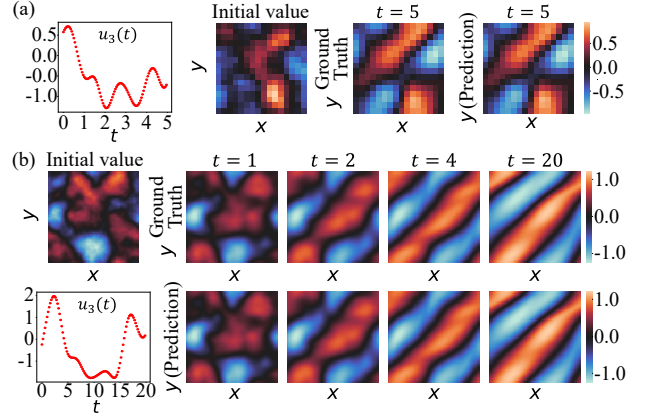 (a)
u₃(t)
0.5
-0.0
-0.5
-1.0
0 1 2 3 4 5
t
Initial value
y
x
Ground
Truth
t = 5
y
x
(Prediction)
t = 5
y
x
0.5
0.0
-0.5
(b)
Initial value
y
x
Ground
Truth
y
t = 1 t = 2 t = 4 t = 20
x x x x
1.0
0.0
-1.0
u₃(t)
2
1
0
-1
0 5 10 15 20
t
y (Prediction)
x x x x
1.0
0.0
-1.0